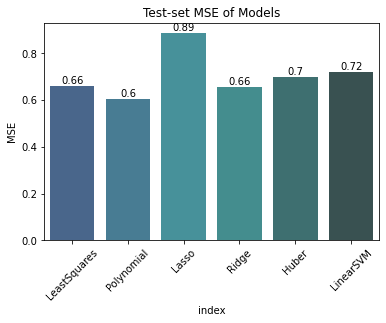 Test-set MSE of Models
MSE
0.0
0.2
0.4
0.6
0.8
0.66
0.6
0.89
0.66
0.7
0.72
LeastSquares
Polynomial
Lasso
Ridge
Huber
LinearSVM
index